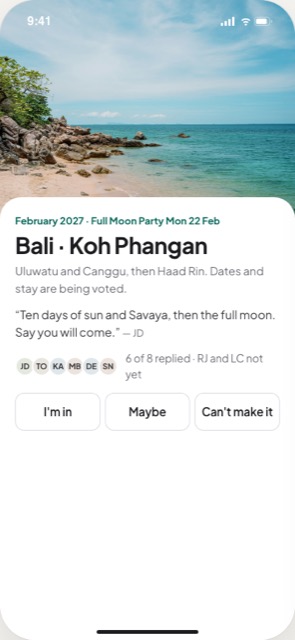 9:41
February 2027 · Full Moon Party Mon 22 Feb
Bali · Koh Phangan
Uluwatu and Canggu, then Haad Rin. Dates and
stay are being voted.
“Ten days of sun and Savaya, then the full moon.
Say you will come.” — JD
JD TO KA MB DE SN
6 of 8 replied · RJ and LC not
yet
I'm in
Maybe
Can't make it